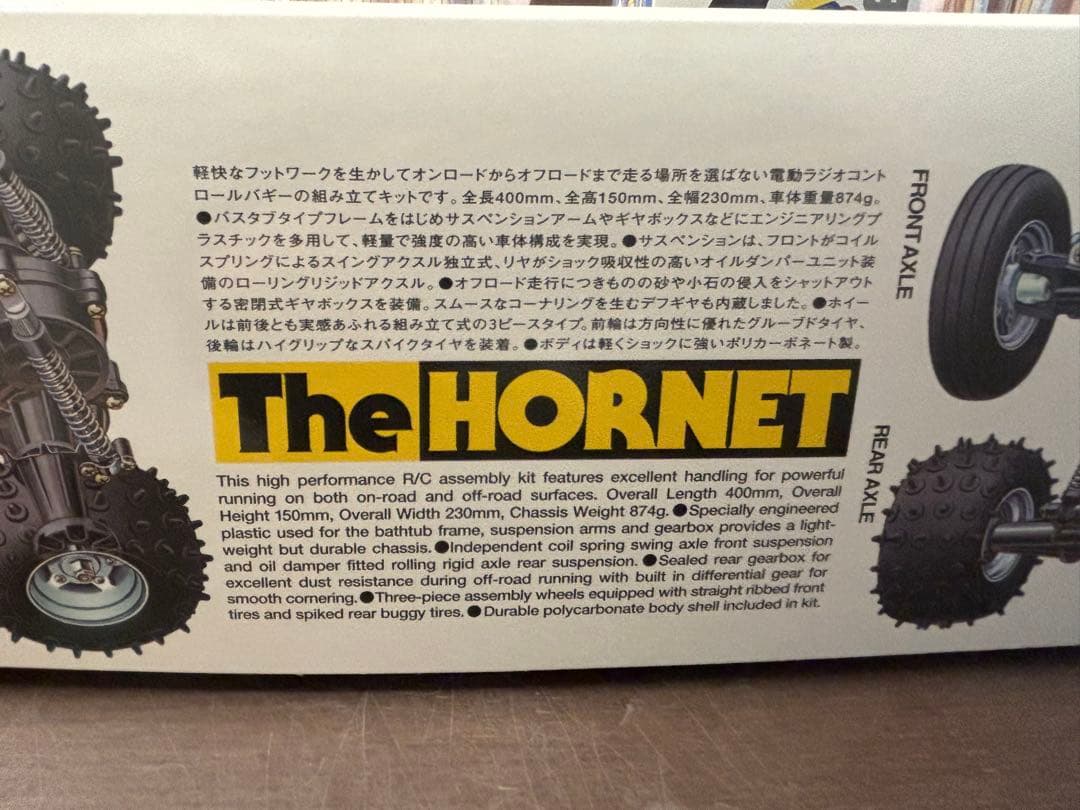 軽快なフットワークを生かしてオンロードからオフロードまで走る場所を選ばない電動ラジオコント
ロールバギーの組み立てキットです。全長400mm、全高150mm、全幅230mm、車体重量874g。
●バスタブタイプフレームをはじめサスペンションアームやギヤボックスなどにエンジニアリングプ
ラスチックを多用して、軽量で強度の高い車体構成を実現。●サスペンションは、フロントがコイル
スプリングによるスイングアクスル独立式、リヤがショック吸収性の高いオイルダンパーユニット装
備のローリングリジッドアクスル。●オフロード走行につきものの砂や小石の侵入をシャットアウト
する密閉式ギヤボックスを装備。スムースなコーナリングを生むデフギヤも内蔵しました。●ホイー
ルは前後とも実感あふれる組み立て式の3ピースタイプ。前輪は方向性に優れたグルーブドタイヤ、
後輪はハイグリップなスパイクタイヤを装着。●ボディは軽くショックに強いポリカーボネート製。
The HORNET
This high performance R/C assembly kit features excellent handling for powerful
running on both on-road and off-road surfaces. Overall Length 400mm, Overall
Height 150mm, Overall Width 230mm, Chassis Weight 874g. ●Specially engineered
plastic used for the bathtub frame, suspension arms and gearbox provides a light-
weight but durable chassis. ●Independent coil spring swing axle front suspension
and oil damper fitted rolling rigid axle rear suspension. ●Sealed rear gearbox for
excellent dust resistance during off-road running with built in differential gear for
smooth cornering. ●Three-piece assembly wheels equipped with straight ribbed front
tires and spiked rear buggy tires. ●Durable polycarbonate body shell included in kit.
FRONT AXLE
REAR AXLE